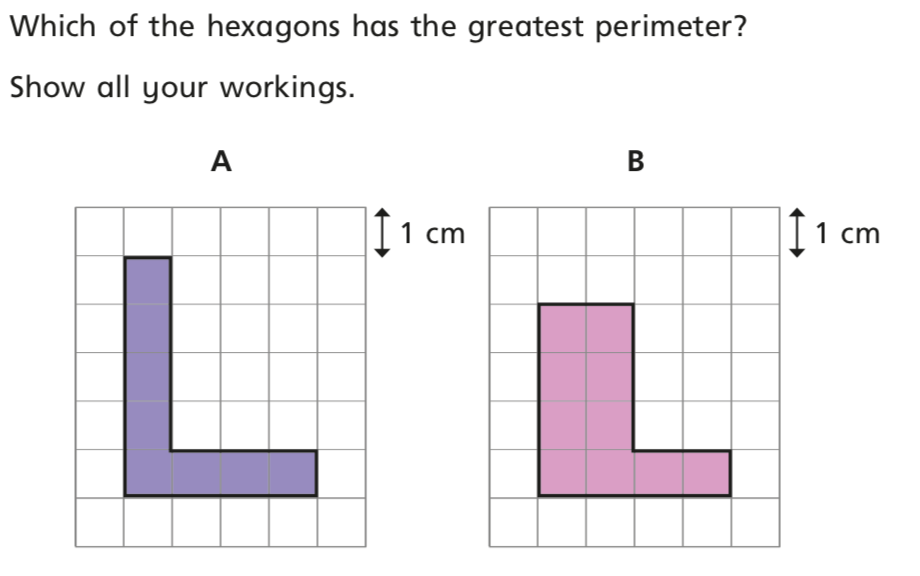 Which of the hexagons has the greatest perimeter?
Show all your workings.
A B
1 cm 1 cm